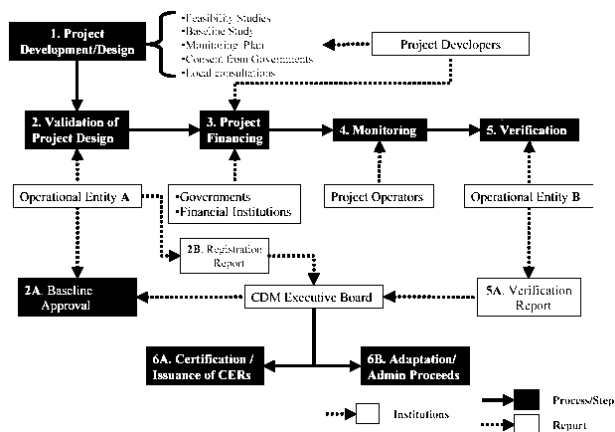 1. Project
Development/Design
•Feasibility Studies
•Baseline Study
•Monitoring Plan
•Consent from Governments
•Local consultations
Project Developers
2. Validation of
Project Design
3. Project
Financing
4. Monitoring
5. Verification
Operational Entity A
•Governments
•Financial Institutions
Project Operators
Operational Entity B
2B. Registration
Report
2A. Baseline
Approval
CDM Executive Board
5A. Verification
Report
6A. Certification /
Issuance of CERs
6B. Adaptation/
Admin Proceeds
Process/Step
Institutions
Report